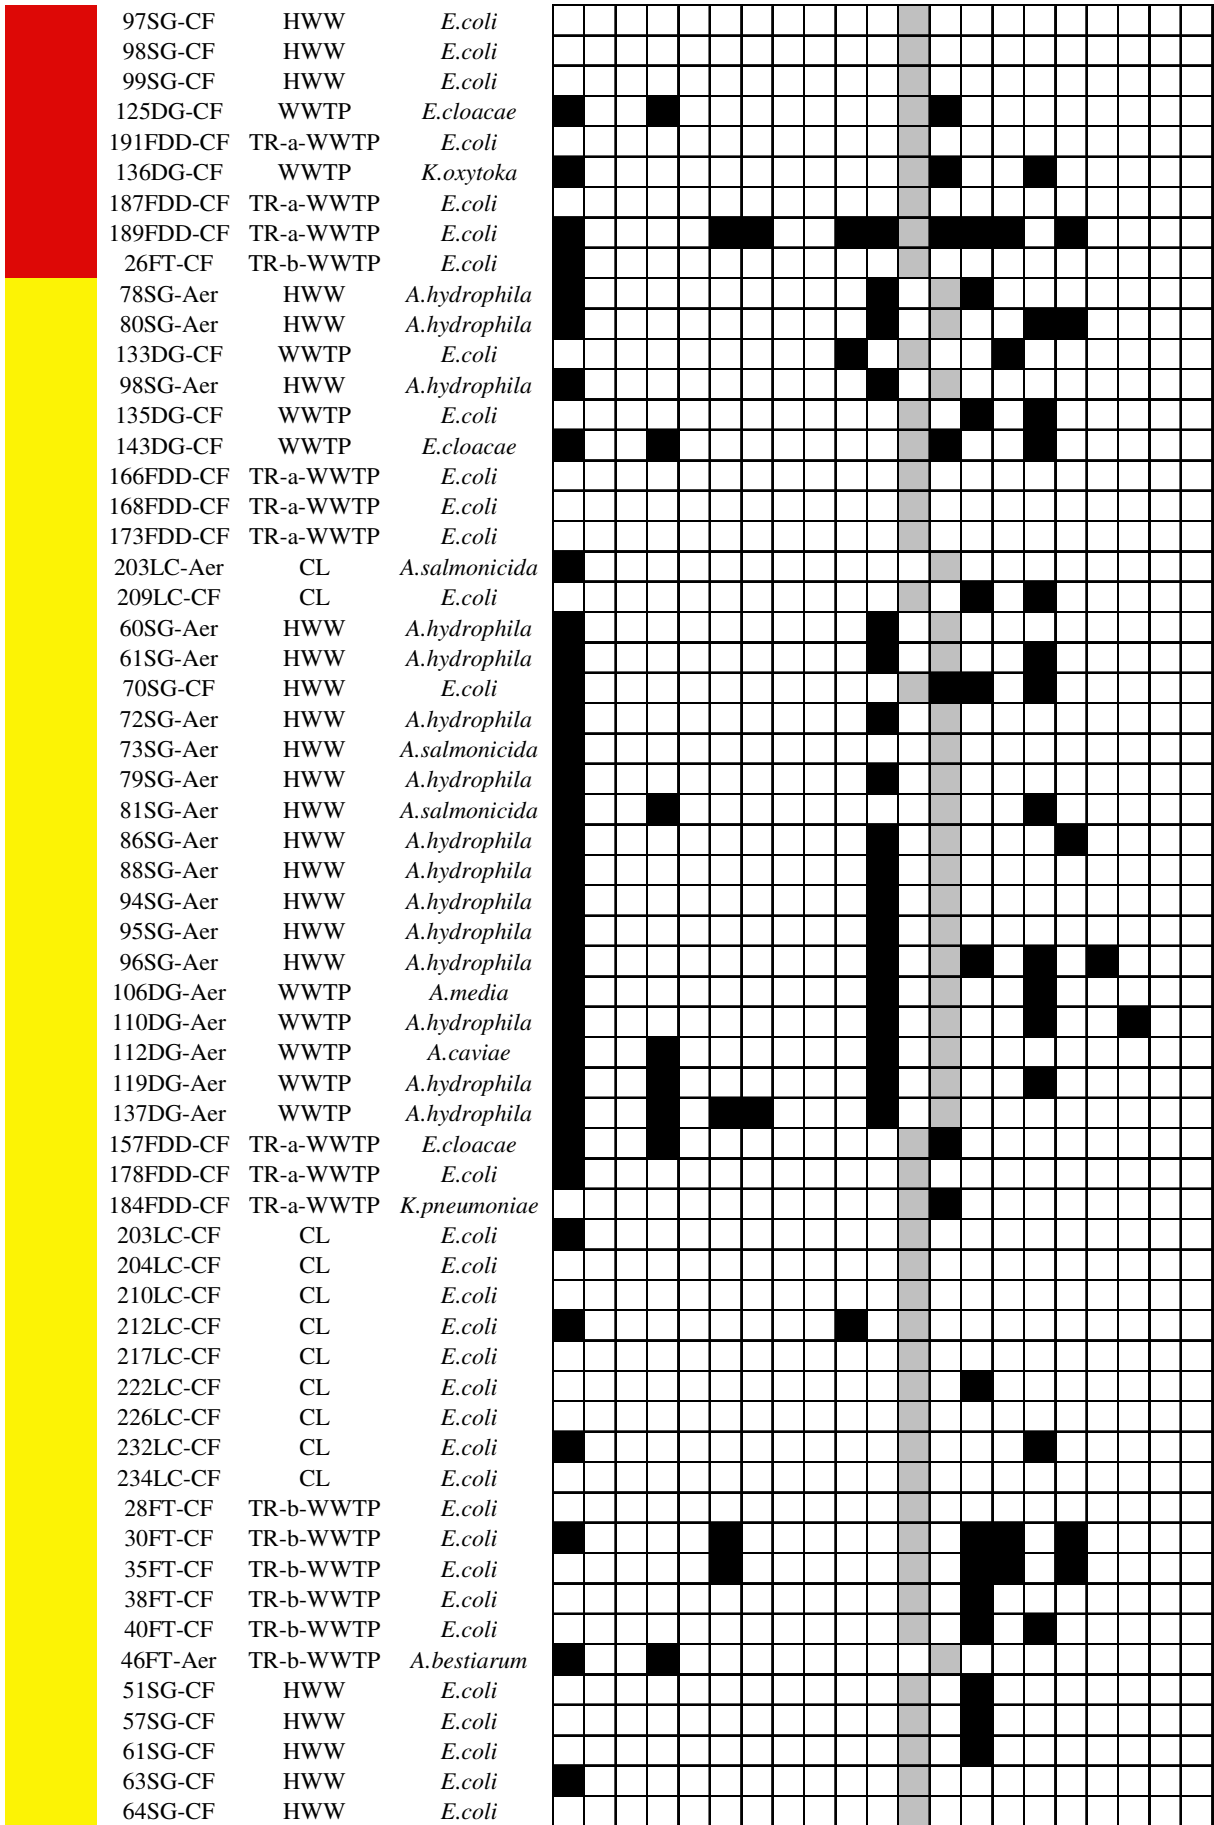 97SG-CF HWW E.coli
98SG-CF HWW E.coli
99SG-CF HWW E.coli
125DG-CF WWTP E.cloacae
191FDD-CF TR-a-WWTP E.coli
136DG-CF WWTP K.oxytoka
187FDD-CF TR-a-WWTP E.coli
189FDD-CF TR-a-WWTP E.coli
26FT-CF TR-b-WWTP E.coli
78SG-Aer HWW A.hydrophila
80SG-Aer HWW A.hydrophila
133DG-CF WWTP E.coli
98SG-Aer HWW A.hydrophila
135DG-CF WWTP E.coli
143DG-CF WWTP E.cloacae
166FDD-CF TR-a-WWTP E.coli
168FDD-CF TR-a-WWTP E.coli
173FDD-CF TR-a-WWTP E.coli
203LC-Aer CL A.salmonicida
209LC-CF CL E.coli
60SG-Aer HWW A.hydrophila
61SG-Aer HWW A.hydrophila
70SG-CF HWW E.coli
72SG-Aer HWW A.hydrophila
73SG-Aer HWW A.salmonicida
79SG-Aer HWW A.hydrophila
81SG-Aer HWW A.salmonicida
86SG-Aer HWW A.hydrophila
88SG-Aer HWW A.hydrophila
94SG-Aer HWW A.hydrophila
95SG-Aer HWW A.hydrophila
96SG-Aer HWW A.hydrophila
106DG-Aer WWTP A.media
110DG-Aer WWTP A.hydrophila
112DG-Aer WWTP A.caviae
119DG-Aer WWTP A.hydrophila
137DG-Aer WWTP A.hydrophila
157FDD-CF TR-a-WWTP E.cloacae
178FDD-CF TR-a-WWTP E.coli
184FDD-CF TR-a-WWTP K.pneumoniae
203LC-CF CL E.coli
204LC-CF CL E.coli
210LC-CF CL E.coli
212LC-CF CL E.coli
217LC-CF CL E.coli
222LC-CF CL E.coli
226LC-CF CL E.coli
232LC-CF CL E.coli
234LC-CF CL E.coli
28FT-CF TR-b-WWTP E.coli
30FT-CF TR-b-WWTP E.coli
35FT-CF TR-b-WWTP E.coli
38FT-CF TR-b-WWTP E.coli
40FT-CF TR-b-WWTP E.coli
46FT-Aer TR-b-WWTP A.bestiarum
51SG-CF HWW E.coli
57SG-CF HWW E.coli
61SG-CF HWW E.coli
63SG-CF HWW E.coli
64SG-CF HWW E.coli